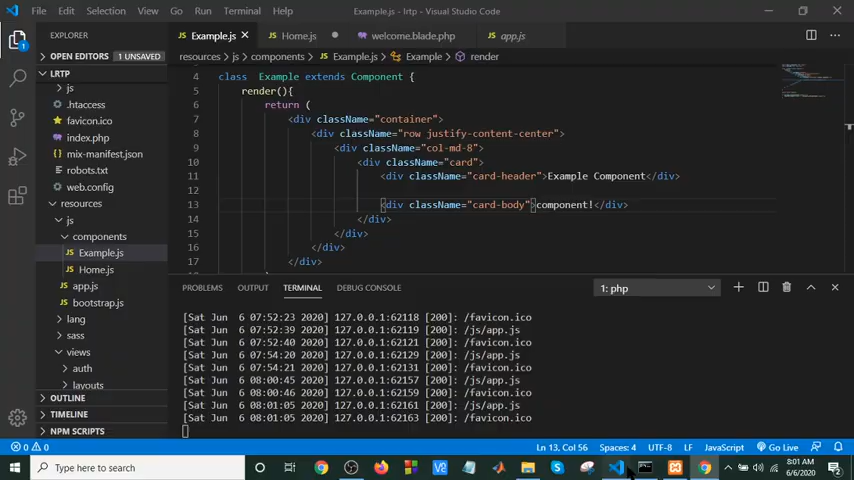 File Edit Selection View Go Run Terminal Help Example.js - lrtp - Visual Studio Code
EXPLORER
Example.js Home.js welcome.blade.php app.js
OPEN EDITORS 1 UNSAVED
resources > js > components > Example.js > Example > render
LRTP
js
.htaccess
favicon.ico
index.php
mix-manifest.json
robots.txt
web.config
resources
js
components
Example.js
Home.js
app.js
bootstrap.js
lang
sass
views
auth
layouts
OUTLINE
TIMELINE
NPM SCRIPTS
4 class Example extends Component {
5 render(){
6 return (
7 <div className="container">
8 <div className="row justify-content-center">
9 <div className="col-md-8">
10 <div className="card">
11 <div className="card-header">Example Component</div>
12
13 <div className="card-body">component!</div>
14 </div>
15 </div>
16 </div>
17 </div>
PROBLEMS OUTPUT TERMINAL DEBUG CONSOLE 1: php
[Sat Jun 6 07:52:23 2020] 127.0.0.1:62118 [200]: /favicon.ico
[Sat Jun 6 07:52:39 2020] 127.0.0.1:62119 [200]: /js/app.js
[Sat Jun 6 07:52:40 2020] 127.0.0.1:62121 [200]: /favicon.ico
[Sat Jun 6 07:54:20 2020] 127.0.0.1:62129 [200]: /js/app.js
[Sat Jun 6 07:54:21 2020] 127.0.0.1:62131 [200]: /favicon.ico
[Sat Jun 6 08:00:45 2020] 127.0.0.1:62157 [200]: /js/app.js
[Sat Jun 6 08:00:46 2020] 127.0.0.1:62159 [200]: /favicon.ico
[Sat Jun 6 08:01:05 2020] 127.0.0.1:62161 [200]: /js/app.js
[Sat Jun 6 08:01:05 2020] 127.0.0.1:62163 [200]: /favicon.ico
0 0 Ln 13, Col 56 Spaces: 4 UTF-8 LF JavaScript Go Live
Type here to search
8:01 AM
6/6/2020